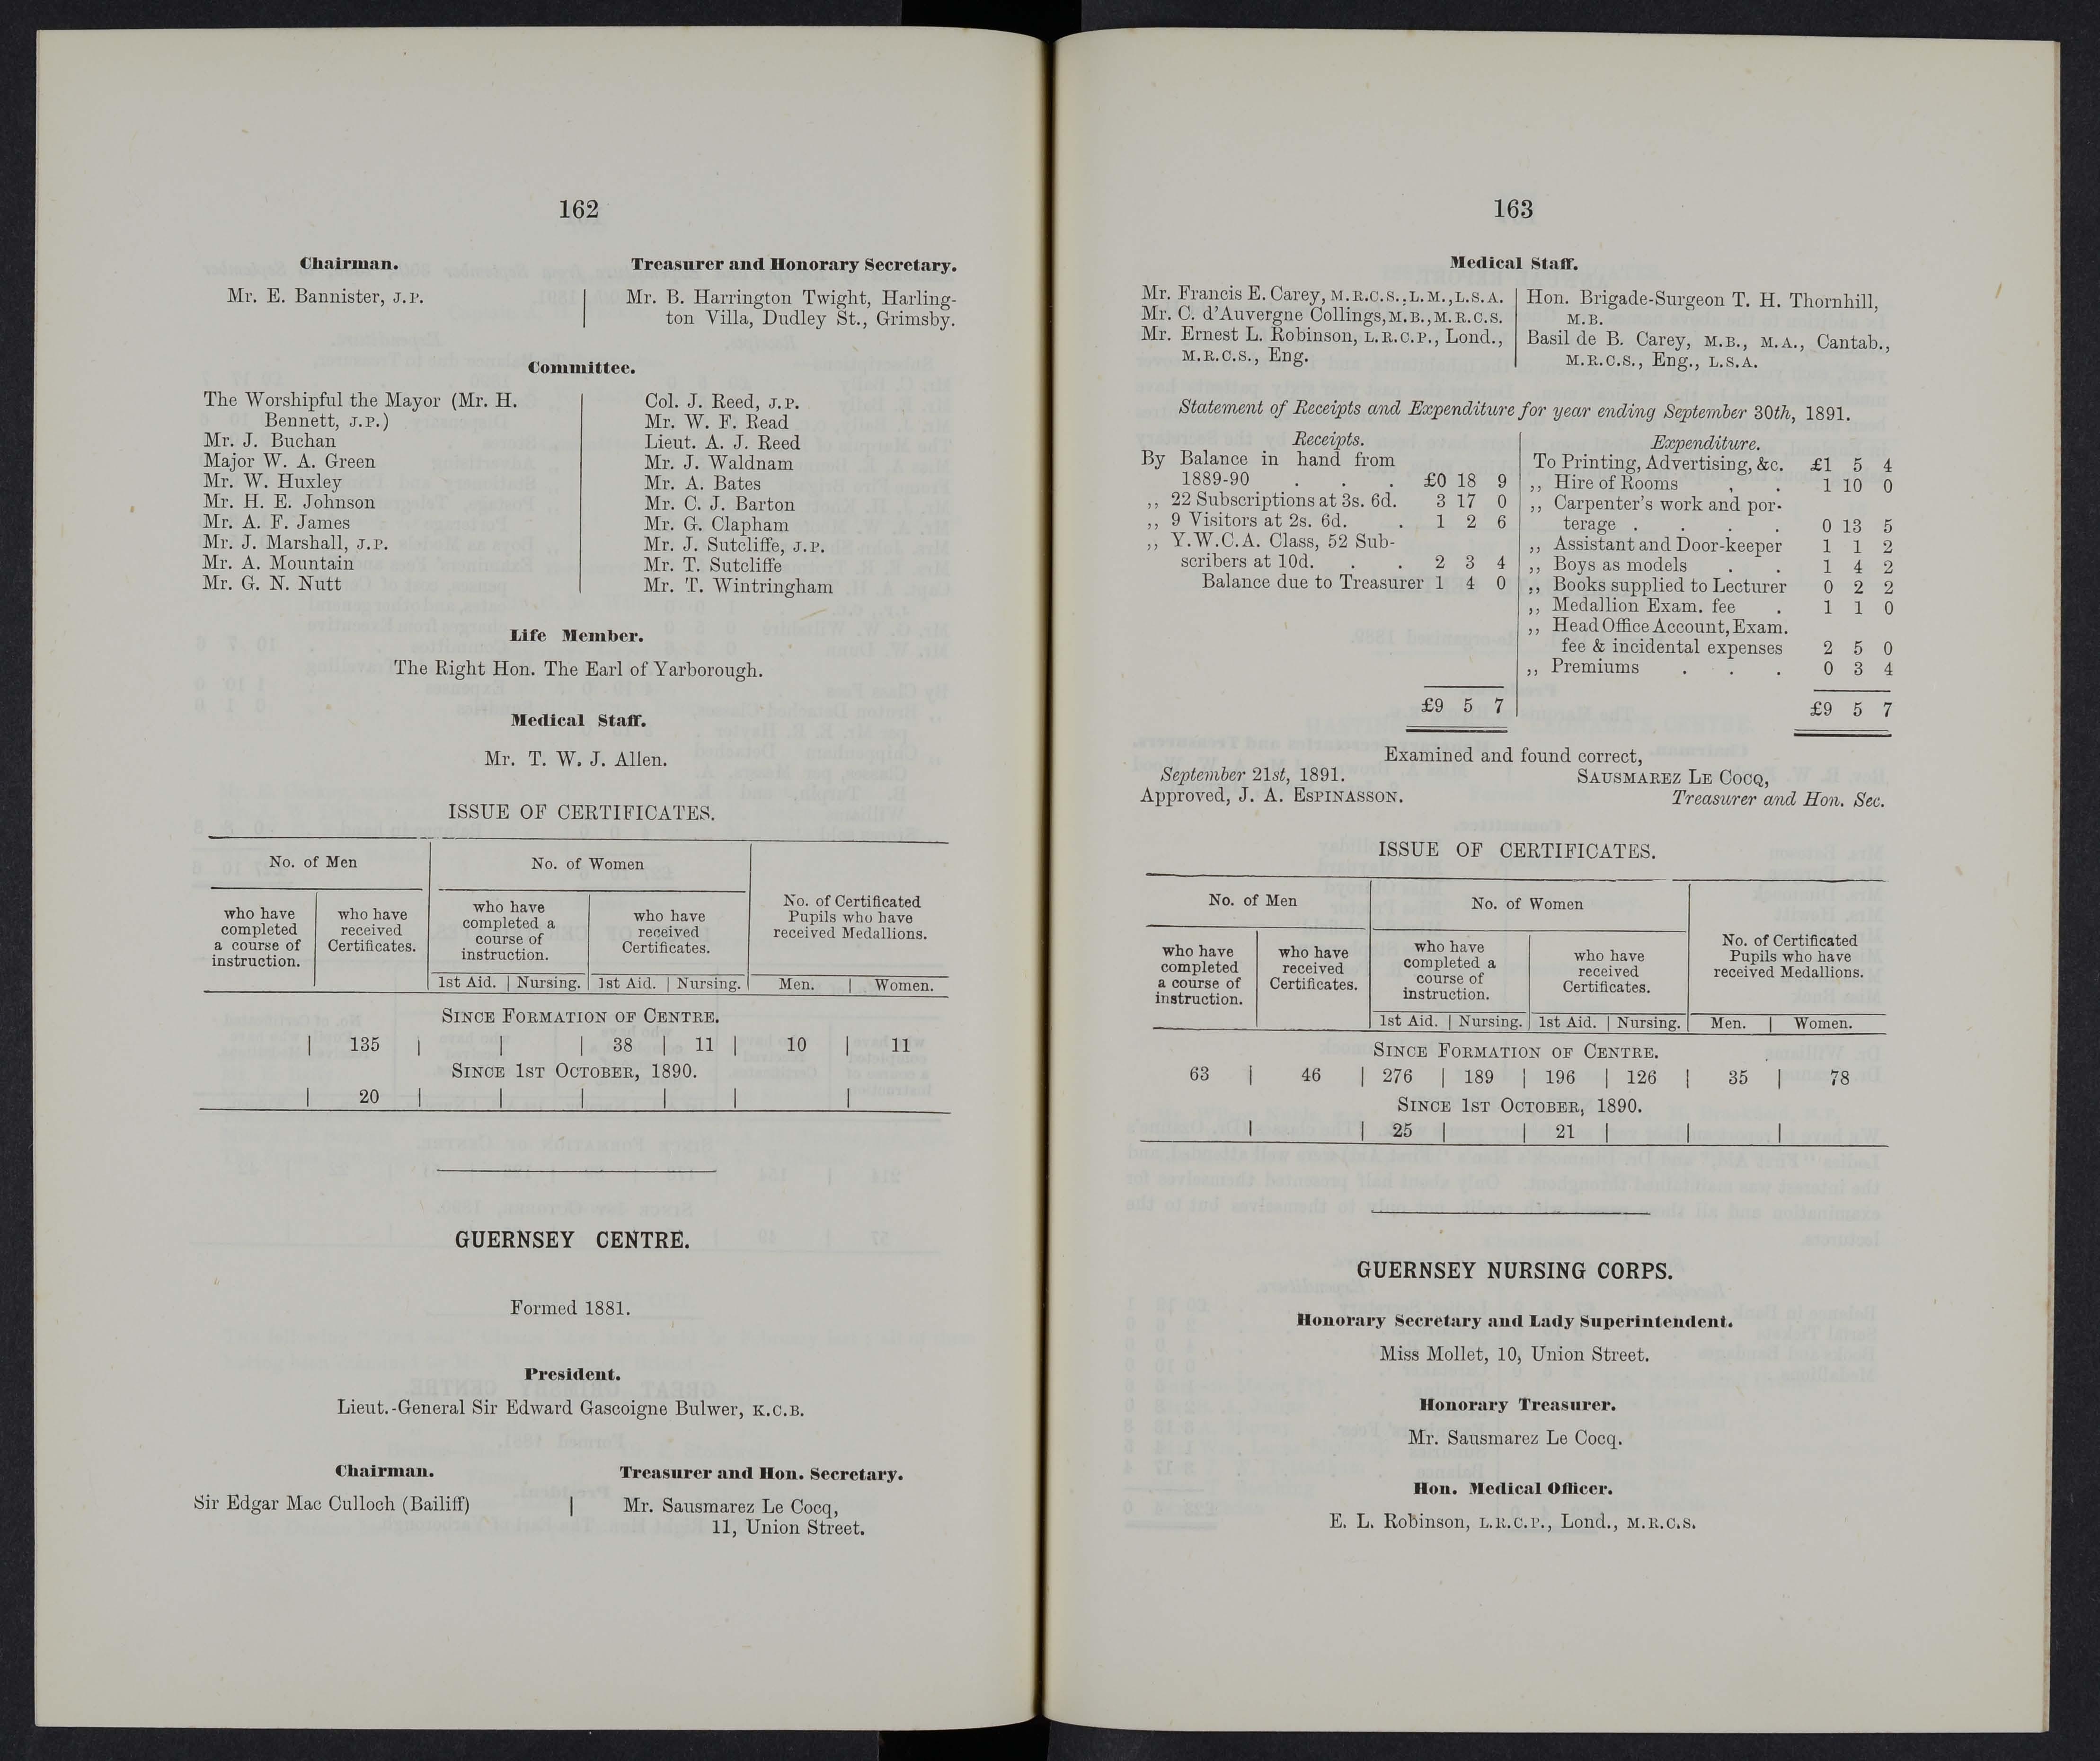 162
Chairman.
Mr. E. Bannister, J.P.
Treasurer and Honorary Secretary.
Mr. B. Harrington Twight, Harling-
ton Villa, Dudley St., Grimsby.
Committee.
The Worshipful the Mayor (Mr. H.
Bennett, J.P.)
Mr. J. Buchan
Major W. A. Green
Mr. W. Huxley
Mr. H. E. Johnson
Mr. A. F. James
Mr. J. Marshall, J.P.
Mr. A. Mountain
Mr. G. N. Nutt
Col. J. Reed, J.P.
Mr. W. F. Read
Lieut. A. J. Reed
Mr. J. Waldnam
Mr. A. Bates
Mr. C. J. Barton
Mr. G. Clapham
Mr. J. Sutcliffe, J.P.
Mr. T. Sutcliffe
Mr. T. Wintringham
Life Member.
The Right Hon. The Earl of Yarborough.
Medical Staff.
Mr. T. W. J. Allen.
ISSUE OF CERTIFICATES.
No. of Men
No. of Women
No. of Certificated
Pupils who have
received Medallions.
who have
completed
a course of
instruction.
who have
received
Certificates.
who have
completed a
course of
instruction.
who have
received
Certificates.
1st Aid. | Nursing. 1st Aid. | Nursing. Men. | Women.
SINCE FORMATION OF CENTRE.
| 135 | | | 38 | 11 | 10 | 11
SINCE 1ST OCTOBER, 1890.
| 20 | | | | | |
GUERNSEY CENTRE.
Formed 1881.
President.
Lieut.-General Sir Edward Gascoigne Bulwer, K.C.B.
Chairman.
Sir Edgar Mac Culloch (Bailiff)
Treasurer and Hon. Secretary.
Mr. Sausmarez Le Cocq,
11, Union Street.
163
Medical Staff.
Mr. Francis E. Carey, M.R.C.S., L.M., L.S.A.
Mr. C. d'Auvergne Collings, M.B., M.R.C.S.
Mr. Ernest L. Robinson, L.R.C.P., Lond.,
M.R.C.S., Eng.
Hon. Brigade-Surgeon T. H. Thornhill,
M.B.
Basil de B. Carey, M.B., M.A., Cantab.,
M.R.C.S., Eng., L.S.A.
Statement of Receipts and Expenditure for year ending September 30th, 1891.
Receipts.
By Balance in hand from
1889-90 . . . £0 18 9
,, 22 Subscriptions at 3s. 6d. 3 17 0
,, 9 Visitors at 2s. 6d. . 1 2 6
,, Y.W.C.A. Class, 52 Sub-
scribers at 10d. . . 2 3 4
Balance due to Treasurer 1 4 0
£9 5 7
Expenditure.
To Printing, Advertising, &c. £1 5 4
,, Hire of Rooms . . 1 10 0
,, Carpenter's work and por-
terage . . . . 0 13 5
,, Assistant and Door-keeper 1 1 2
,, Boys as models . . 1 4 2
,, Books supplied to Lecturer 0 2 2
,, Medallion Exam. fee . 1 1 0
,, Head Office Account, Exam.
fee & incidental expenses 2 5 0
,, Premiums . . . 0 3 4
£9 5 7
Examined and found correct,
September 21st, 1891.
SAUSMAREZ LE COCQ,
Approved, J. A. ESPINASSON.
Treasurer and Hon. Sec.
ISSUE OF CERTIFICATES.
No. of Men
No. of Women
No. of Certificated
Pupils who have
received Medallions.
who have
completed
a course of
instruction.
who have
received
Certificates.
who have
completed a
course of
instruction.
who have
received
Certificates.
1st Aid. | Nursing. 1st Aid. | Nursing. Men. | Women.
SINCE FORMATION OF CENTRE.
63 | 46 | 276 | 189 | 196 | 126 | 35 | 78
SINCE 1ST OCTOBER, 1890.
| | 25 | | 21 | | |
GUERNSEY NURSING CORPS.
Honorary Secretary and Lady Superintendent.
Miss Mollet, 10, Union Street.
Honorary Treasurer.
Mr. Sausmarez Le Cocq.
Hon. Medical Officer.
E. L. Robinson, L.R.C.P., Lond., M.R.C.S.